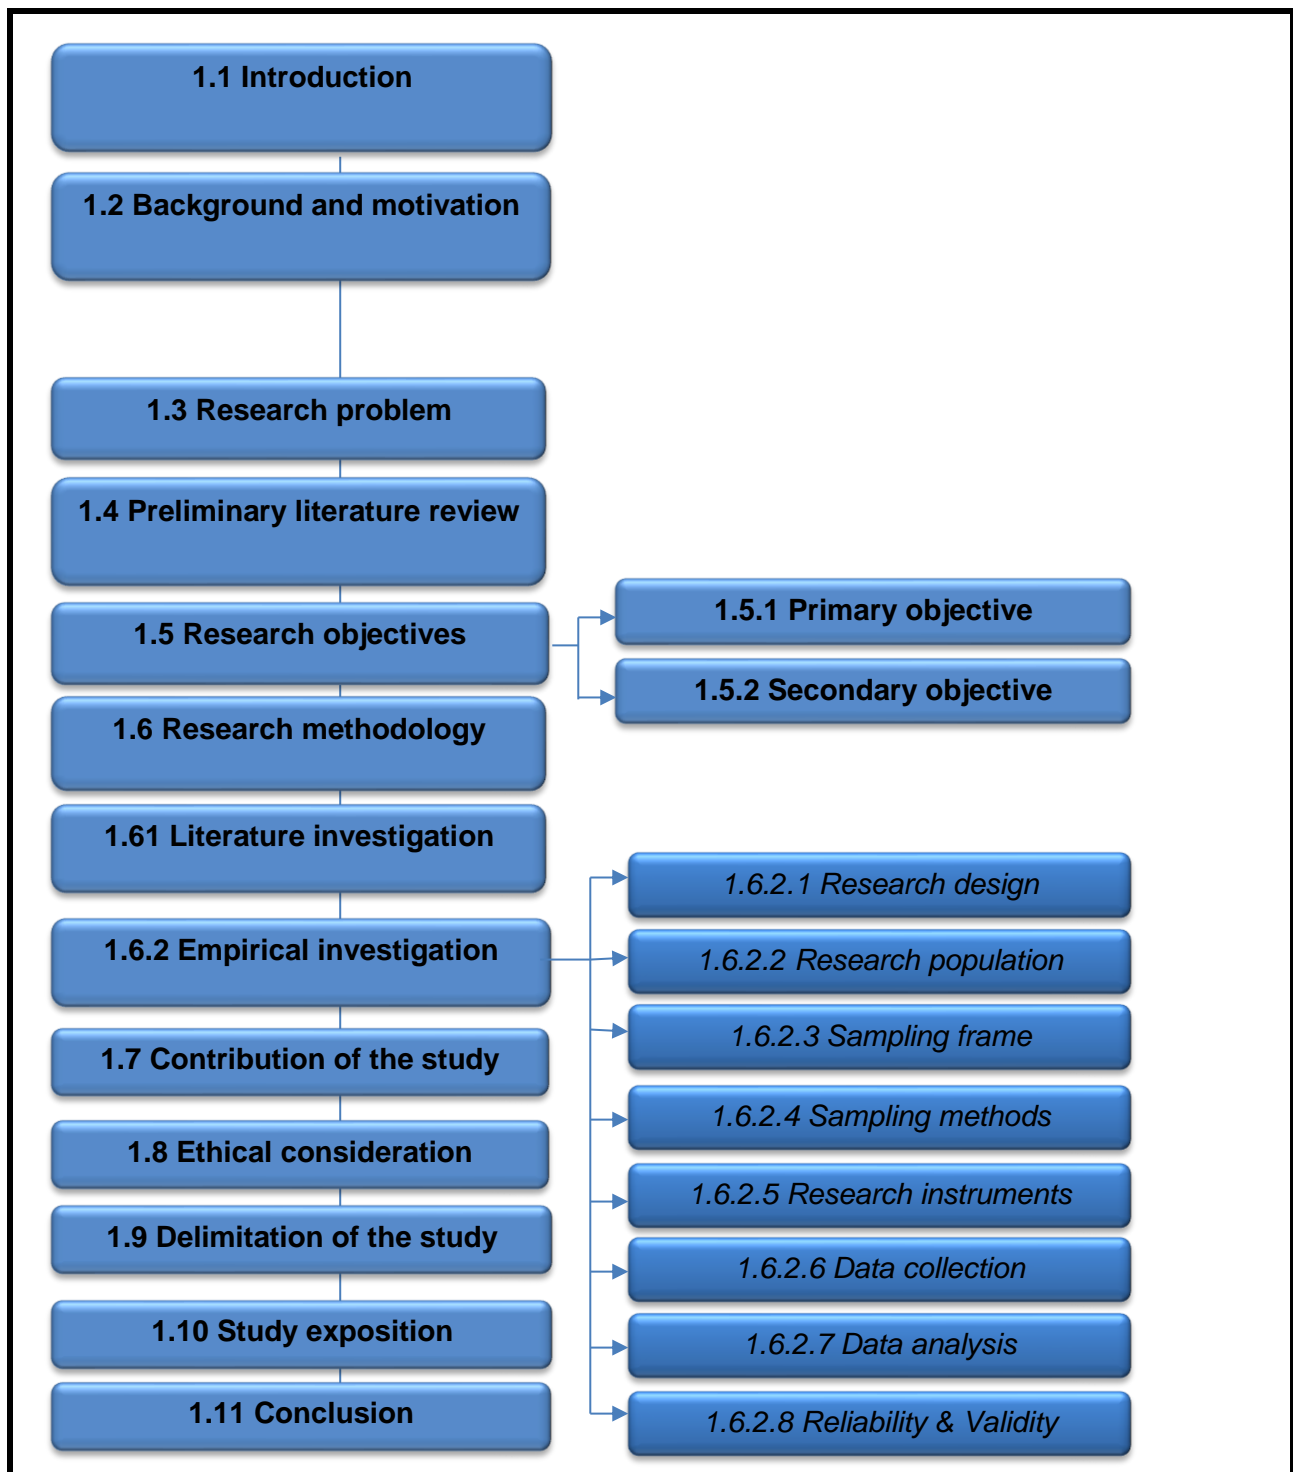 1.1 Introduction
1.2 Background and motivation
1.3 Research problem
1.4 Preliminary literature review
1.5 Research objectives
1.5.1 Primary objective
1.5.2 Secondary objective
1.6 Research methodology
1.61 Literature investigation
1.6.2 Empirical investigation
1.6.2.1 Research design
1.6.2.2 Research population
1.6.2.3 Sampling frame
1.6.2.4 Sampling methods
1.6.2.5 Research instruments
1.6.2.6 Data collection
1.6.2.7 Data analysis
1.6.2.8 Reliability & Validity
1.7 Contribution of the study
1.8 Ethical consideration
1.9 Delimitation of the study
1.10 Study exposition
1.11 Conclusion